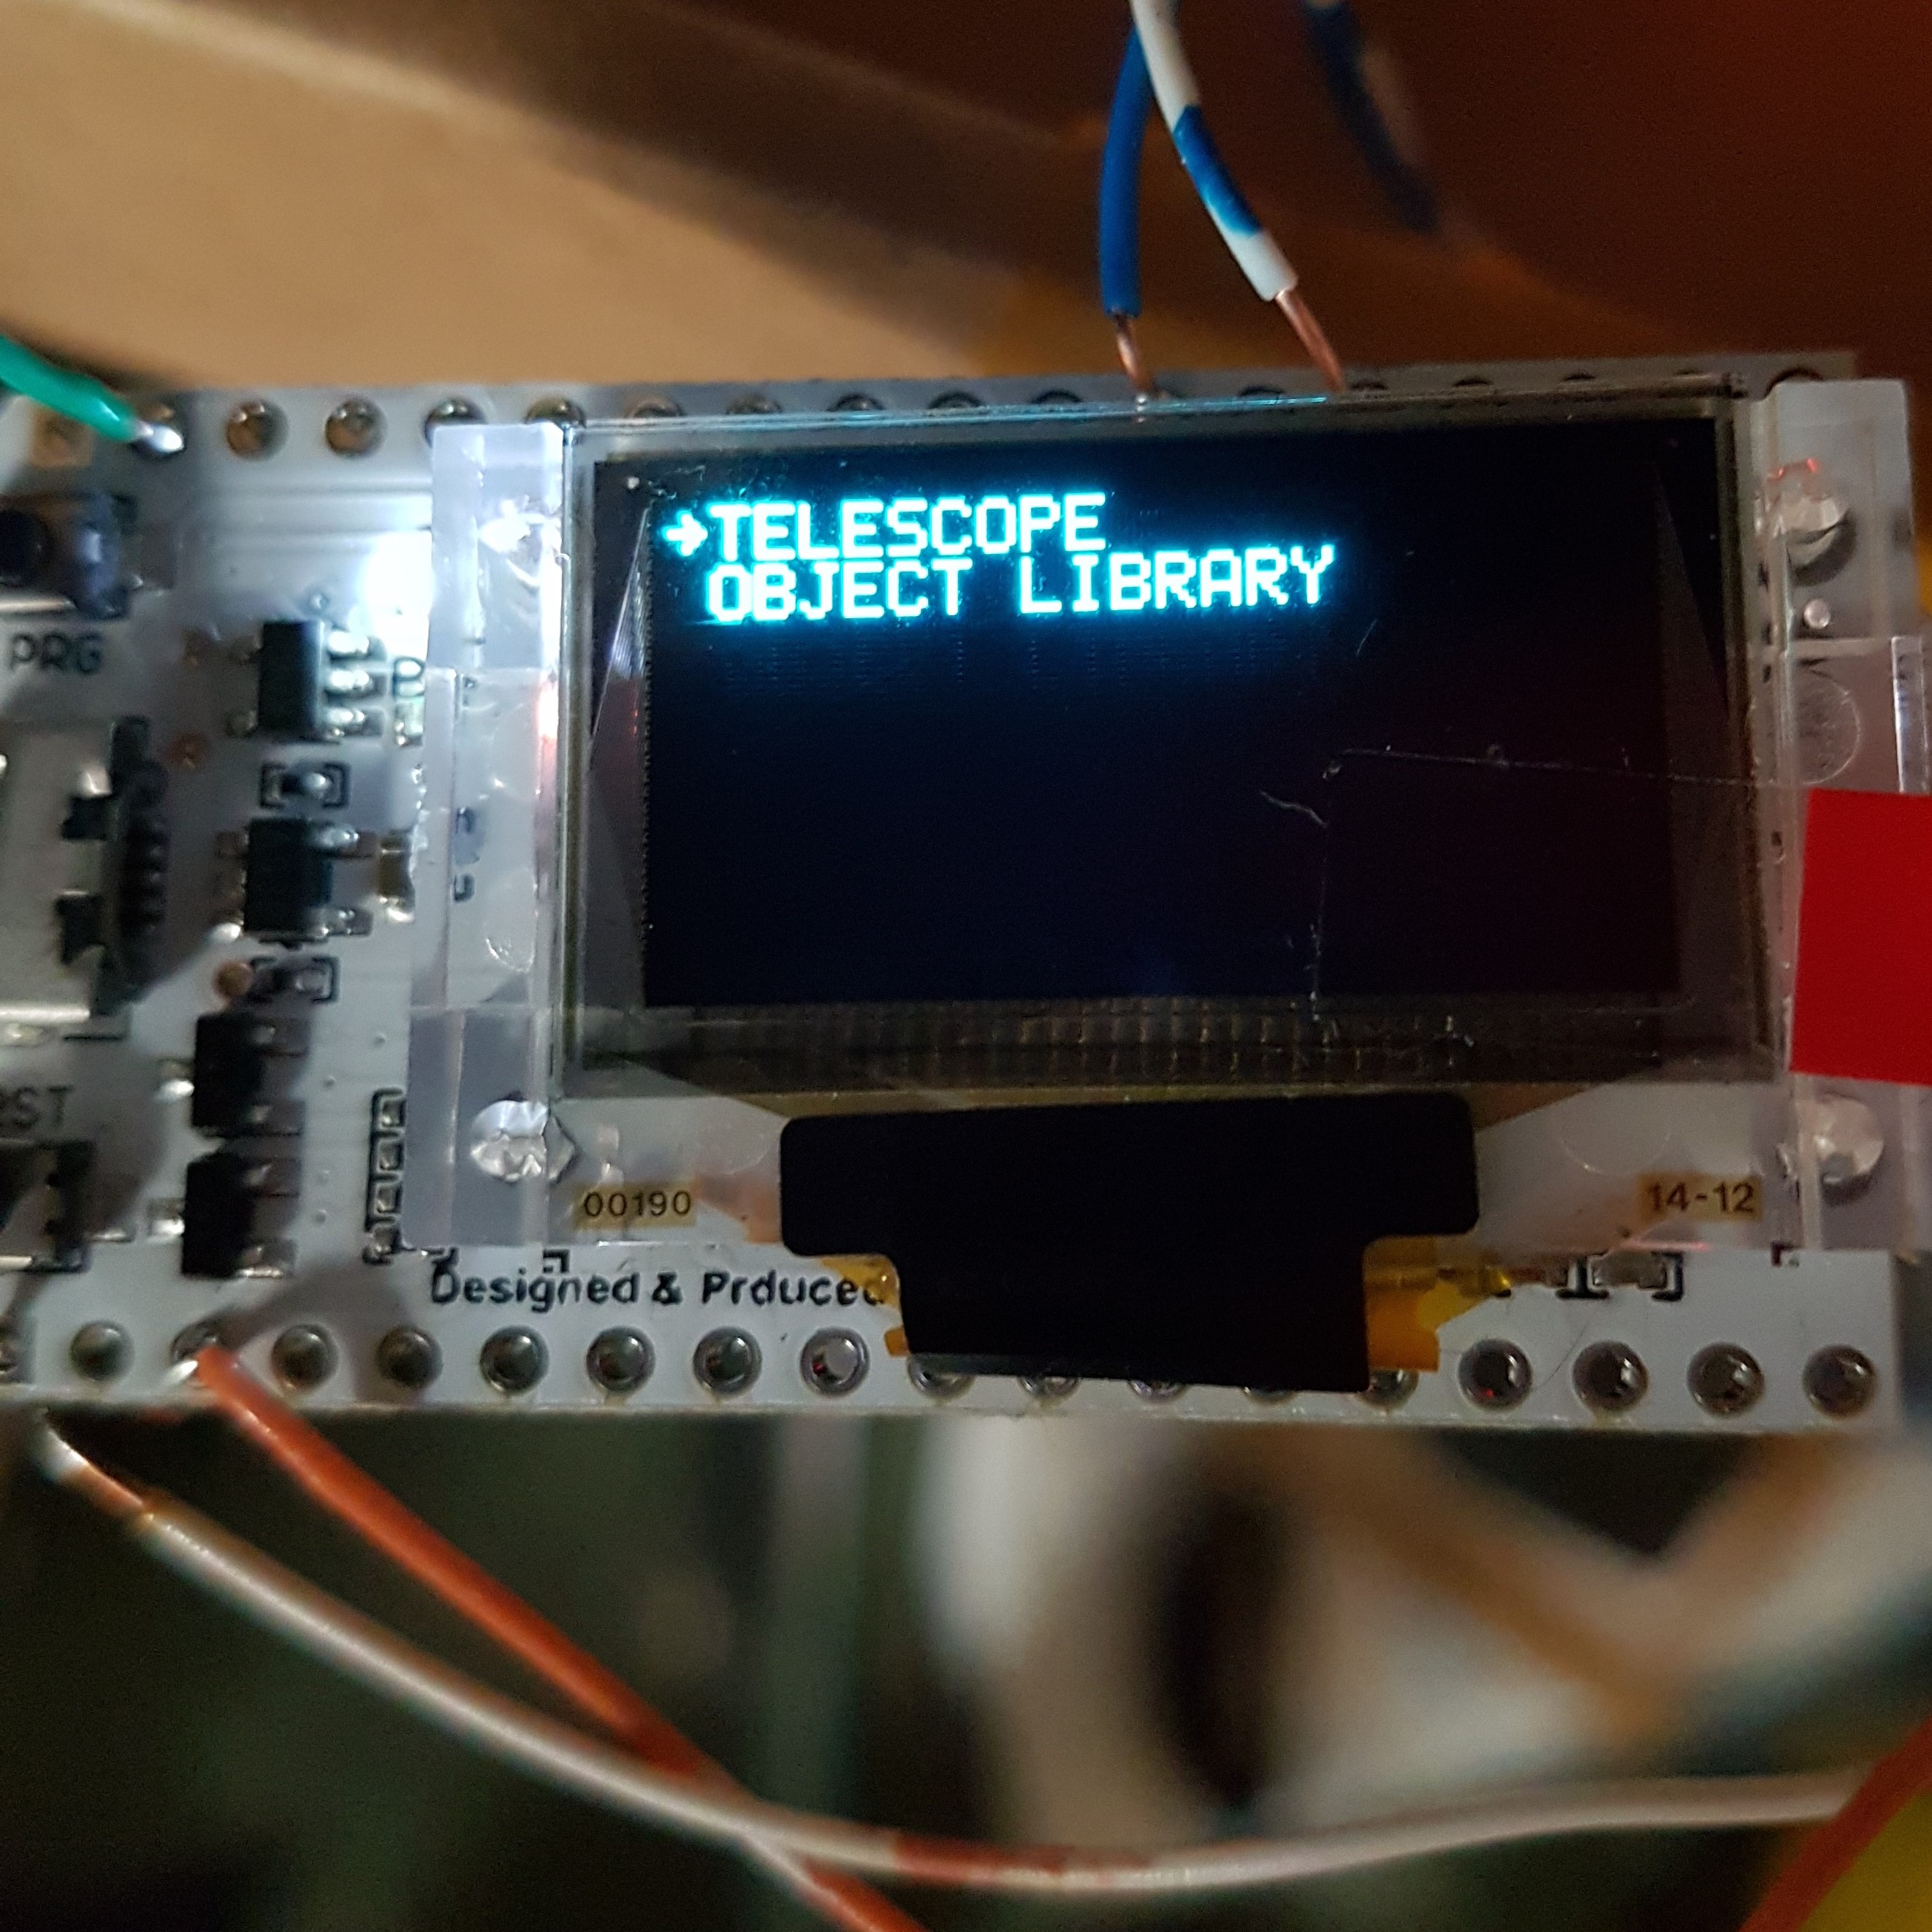 →TELESCOPE
OBJECT LIBRARY
PRG
RST
00190
14-12
Designed & Prduced